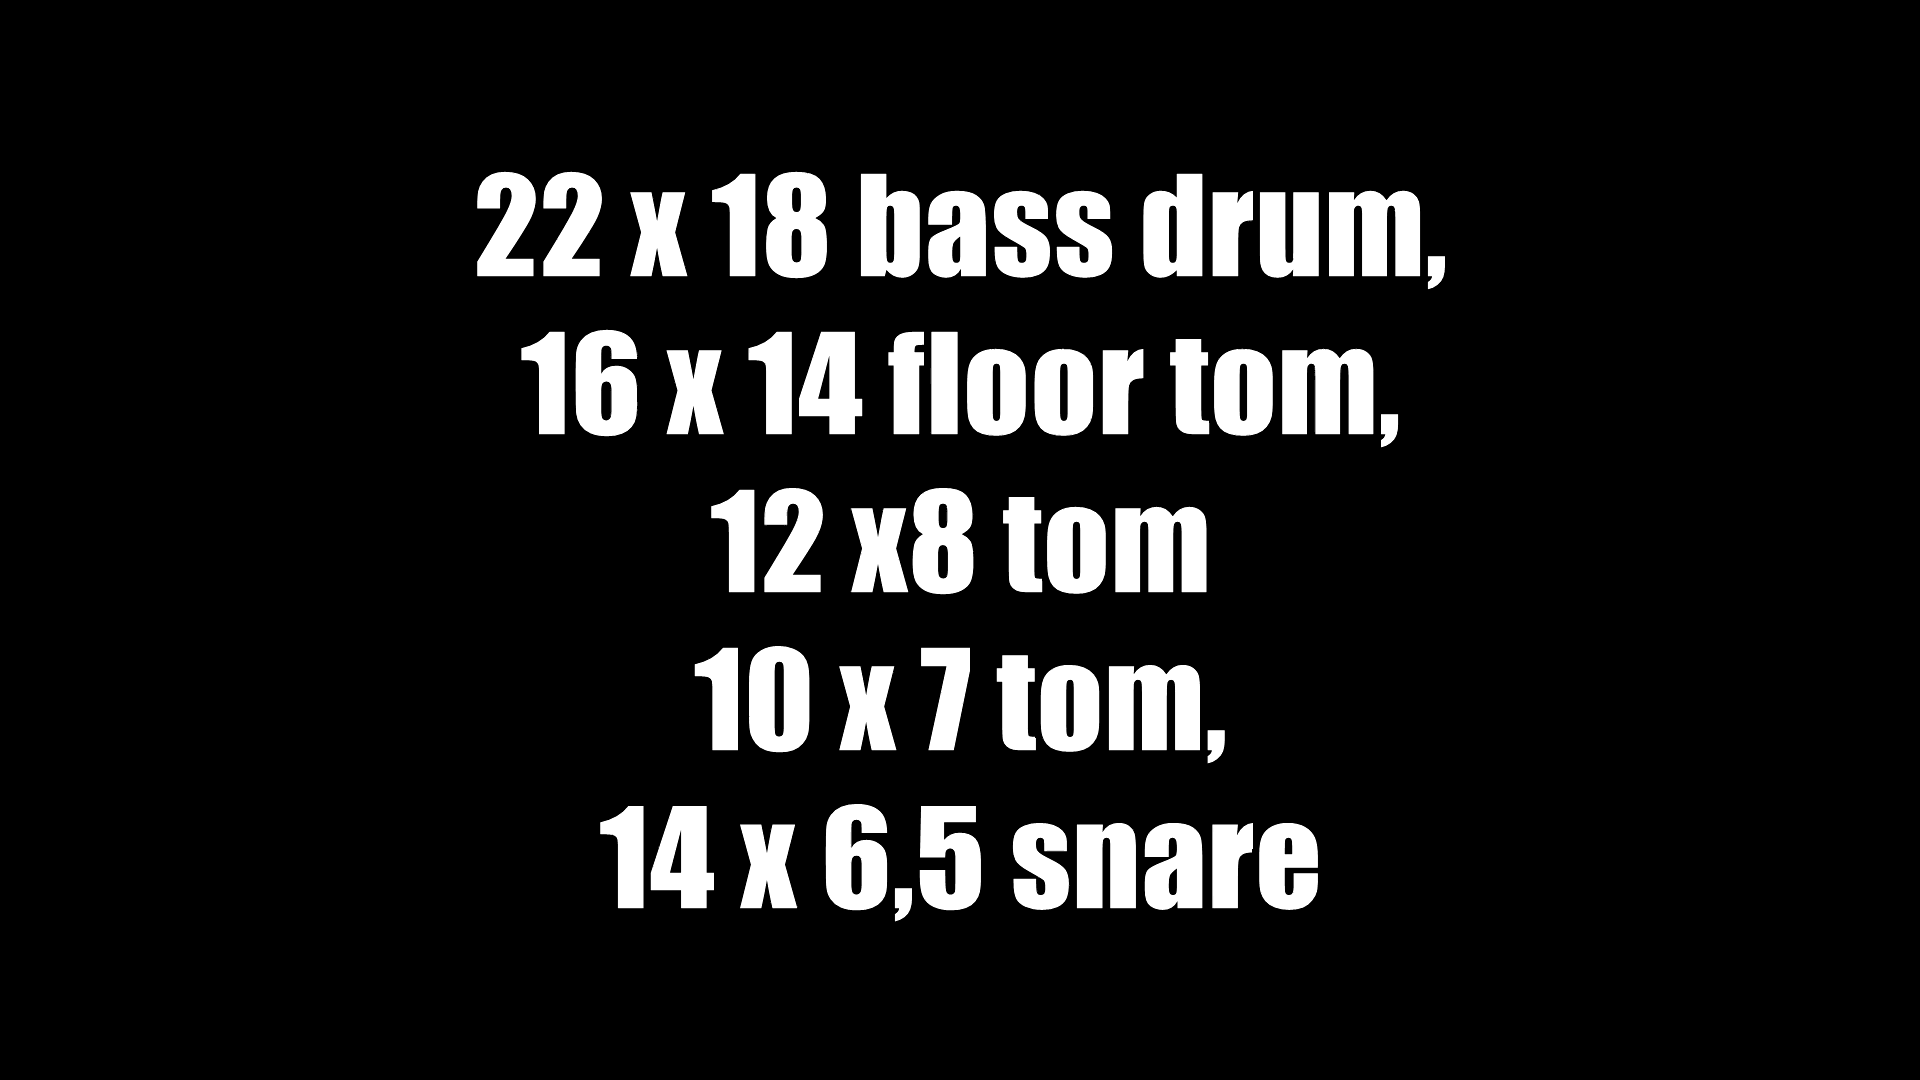 22 x 18 bass drum,
16 x 14 floor tom,
12 x8 tom
10 x 7 tom,
14 x 6,5 snare